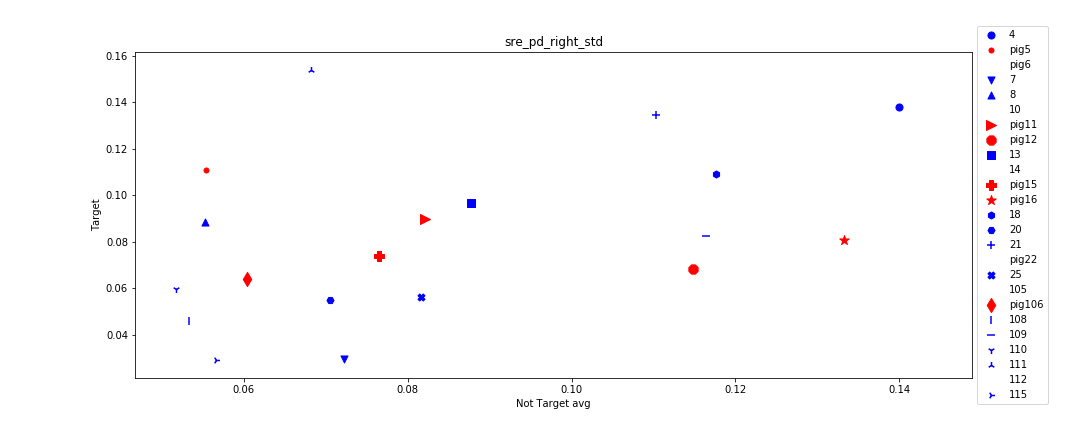 sre_pd_right_std
Target
0.16
0.14
0.12
0.10
0.08
0.06
0.04
0.06
0.08
0.10
0.12
0.14
Not Target avg
4
pig5
pig6
7
8
10
pig11
pig12
13
14
pig15
pig16
18
20
21
pig22
25
105
pig106
108
109
110
111
112
115